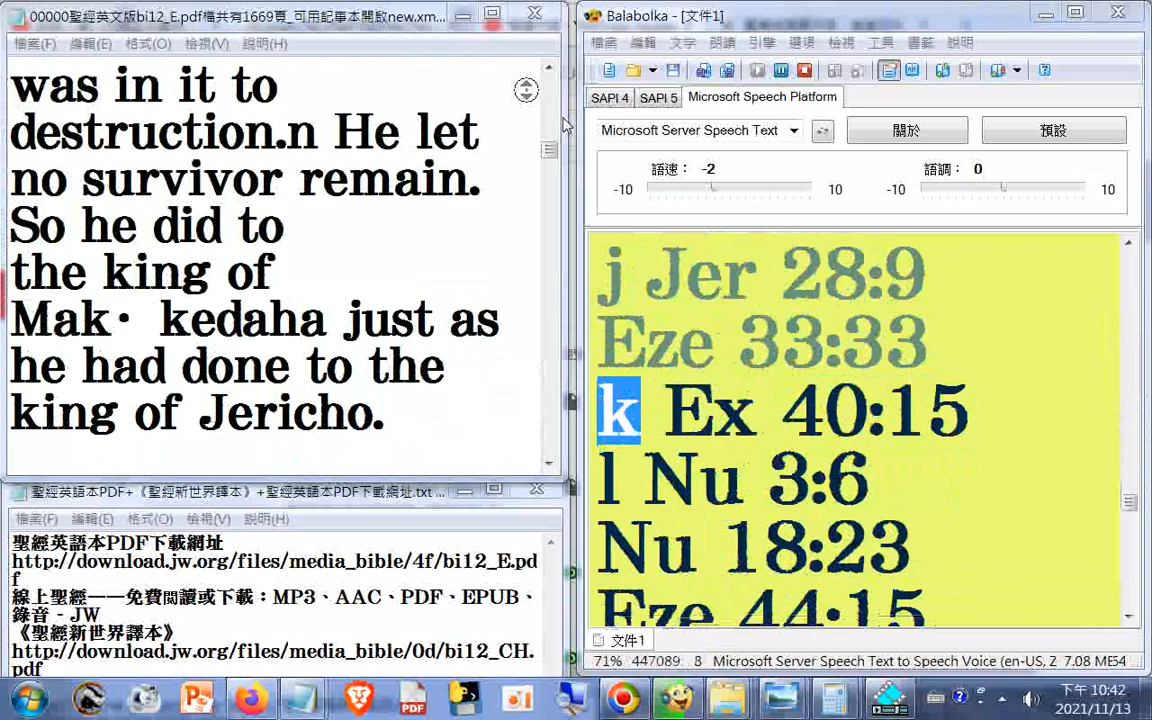 00000聖經英文版bi12_E.pdf檔共有1669頁_可用記事本開啟new.xm...
檔案(F) 編輯(E) 格式(O) 檢視(V) 說明(H)
was in it to
destruction.n He let
no survivor remain.
So he did to
the king of
Mak· kedaha just as
he had done to the
king of Jericho.
聖經英語本PDF+《聖經新世界譯本》+聖經英語本PDF下載網址.txt ...
檔案(F) 編輯(E) 格式(O) 檢視(V) 說明(H)
聖經英語本PDF下載網址
http://download.jw.org/files/media_bible/4f/bi12_E.pd
f
線上聖經——免費閱讀或下載：MP3、AAC、PDF、EPUB、
錄音 - JW
《聖經新世界譯本》
http://download.jw.org/files/media_bible/0d/bi12_CH.
pdf
Balabolka - [文件1]
檔案 編輯 文字 朗讀 引擎 選項 檢視 工具 書籤 說明
SAPI 4 SAPI 5 Microsoft Speech Platform
Microsoft Server Speech Text 關於 預設
語速： -2 語調： 0
-10 10 -10 10
j Jer 28:9
Eze 33:33
k Ex 40:15
l Nu 3:6
Nu 18:23
Eze 44:15
文件1
71% 447089: 8 Microsoft Server Speech Text to Speech Voice (en-US, Z 7.08 ME54
PDF
下午 10:42
2021/11/13